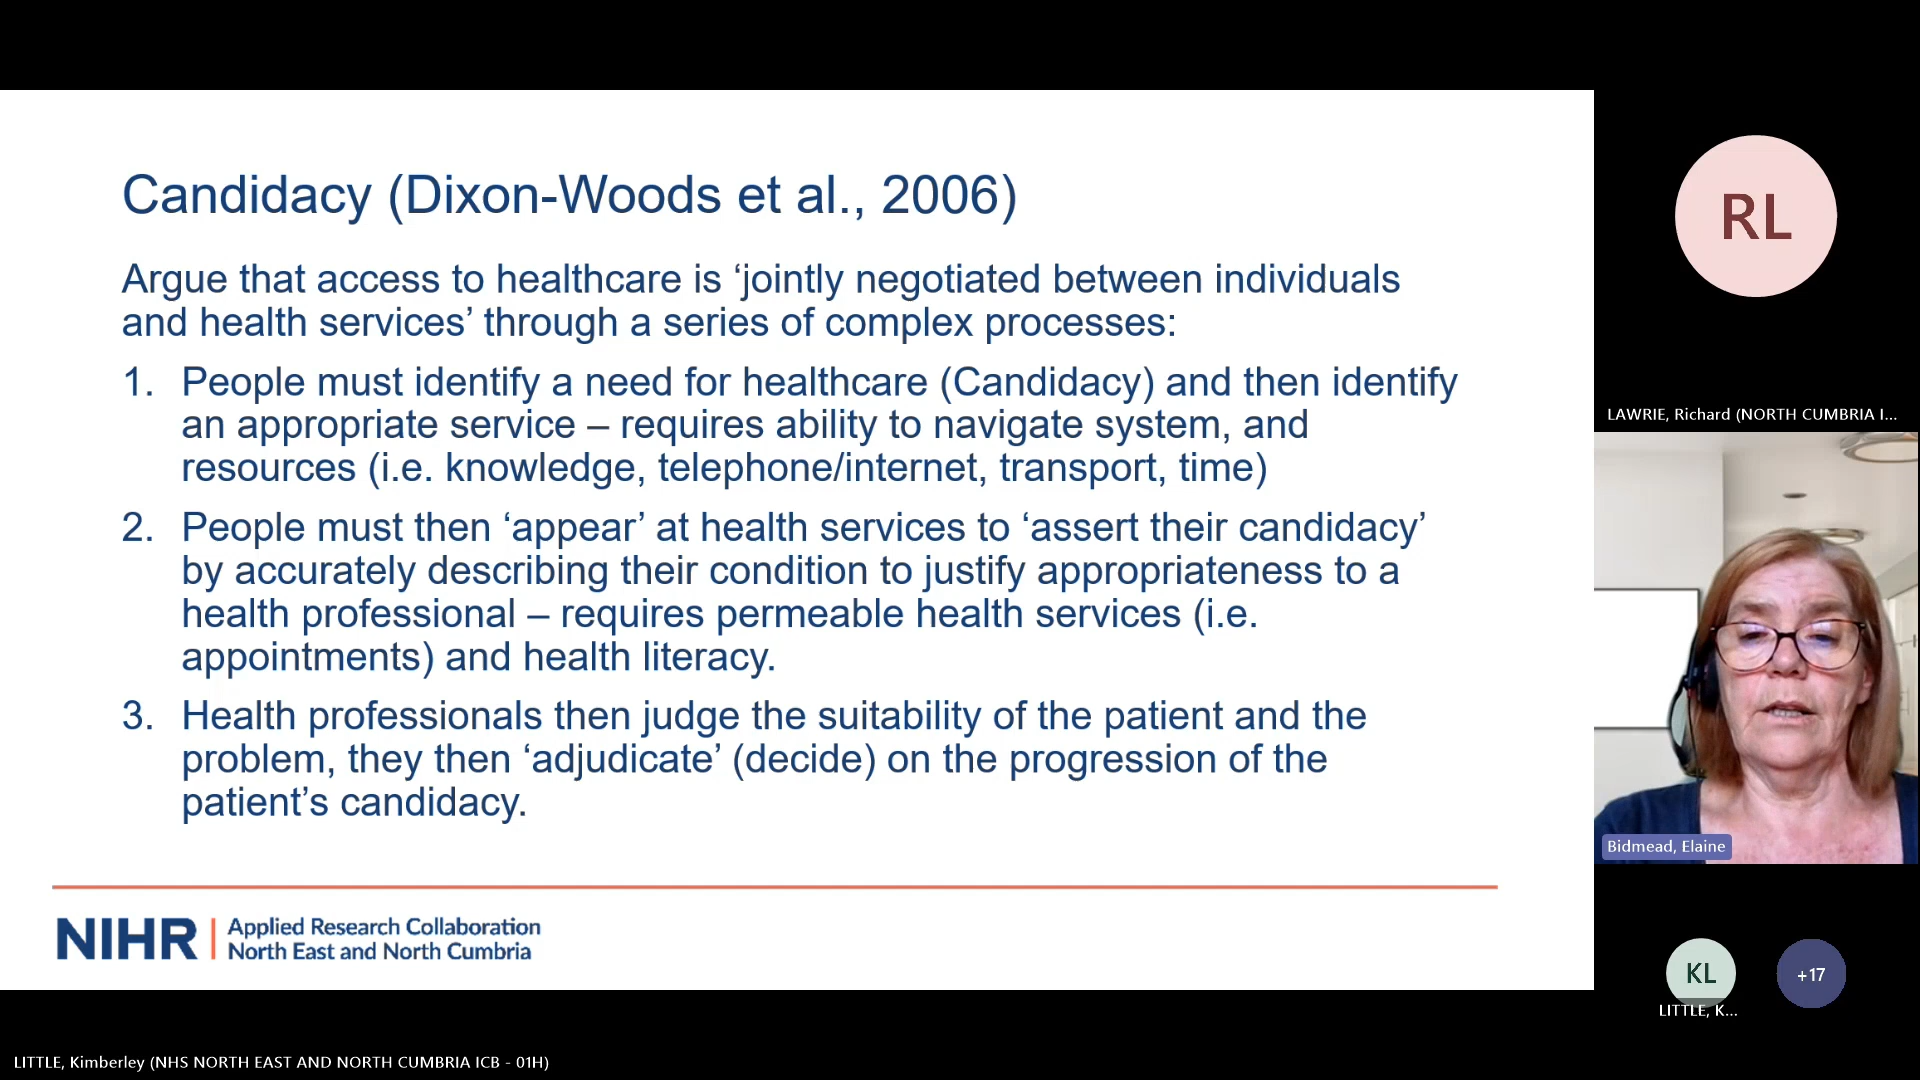 Candidacy (Dixon-Woods et al., 2006)
Argue that access to healthcare is ‘jointly negotiated between individuals
and health services’ through a series of complex processes:
1. People must identify a need for healthcare (Candidacy) and then identify
an appropriate service – requires ability to navigate system, and
resources (i.e. knowledge, telephone/internet, transport, time)
2. People must then ‘appear’ at health services to ‘assert their candidacy’
by accurately describing their condition to justify appropriateness to a
health professional – requires permeable health services (i.e.
appointments) and health literacy.
3. Health professionals then judge the suitability of the patient and the
problem, they then ‘adjudicate’ (decide) on the progression of the
patient’s candidacy.
NIHR | Applied Research Collaboration
North East and North Cumbria
RL
LAWRIE, Richard (NORTH CUMBRIA I...
Bidmead, Elaine
KL
+17
LITTLE, K...
LITTLE, Kimberley (NHS NORTH EAST AND NORTH CUMBRIA ICB - 01H)